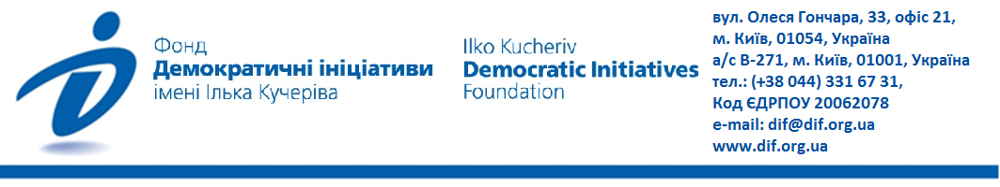 Фонд
Демократичні ініціативи
імені Ілька Кучеріва
Ilko Kucheriv
Democratic Initiatives
Foundation
вул. Олеся Гончара, 33, офіс 21,
м. Київ, 01054, Україна
а/с В-271, м. Київ, 01001, Україна
тел.: (+38 044) 331 67 31,
Код ЄДРПОУ 20062078
e-mail: dif@dif.org.ua
www.dif.org.ua